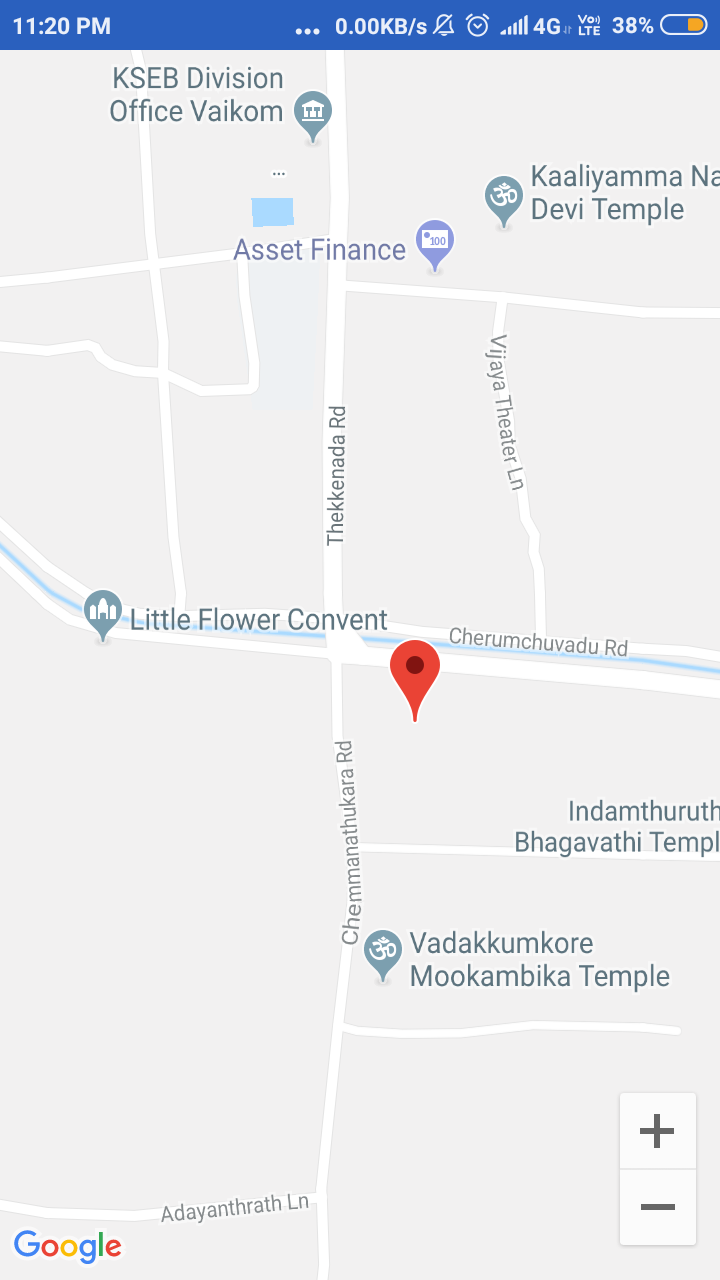 11:20 PM ... 0.00KB/s 4G Vo)) LTE 38%
KSEB Division
Office Vaikom
...
Kaaliyamma Na
Devi Temple
100
Asset Finance
Vijaya Theater Ln
Thekkenada Rd
Little Flower Convent
Cherumchuvadu Rd
Chemmanathukara Rd
Indamthuruth
Bhagavathi Templ
Vadakkumkore
Mookambika Temple
Adayanthrath Ln
Google